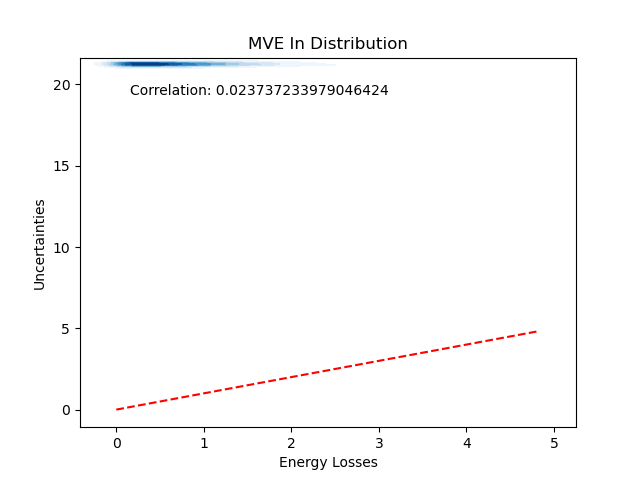 MVE In Distribution
20
Correlation: 0.023737233979046424
15
Uncertainties
10
5
0
0 1 2 3 4 5
Energy Losses